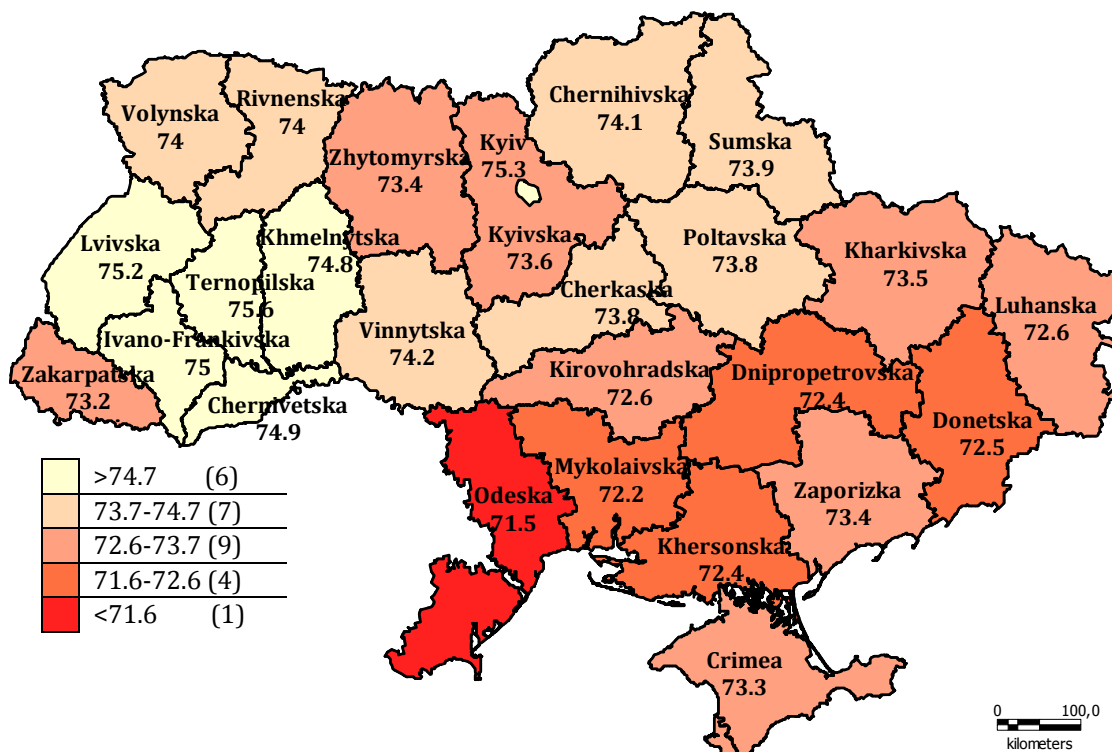 Volynska
74
Rivnenska
74
Chernihivska
74.1
Sumska
73.9
Zhytomyrska
73.4
Kyiv
75.3
Lvivska
75.2
Khmelnytska
74.8
Ternopilska
75.6
Kyivska
73.6
Poltavska
73.8
Kharkivska
73.5
Luhanska
72.6
Cherkaska
73.8
Vinnytska
74.2
Ivano-Frankivska
75
Zakarpatska
73.2
Chernivetska
74.9
Kirovohradska
72.6
Dnipropetrovska
72.4
Donetska
72.5
Mykolaivska
72.2
Odeska
71.5
Zaporizka
73.4
Khersonska
72.4
Crimea
73.3
>74.7 (6)
73.7-74.7 (7)
72.6-73.7 (9)
71.6-72.6 (4)
<71.6 (1)
0 100,0
kilometers